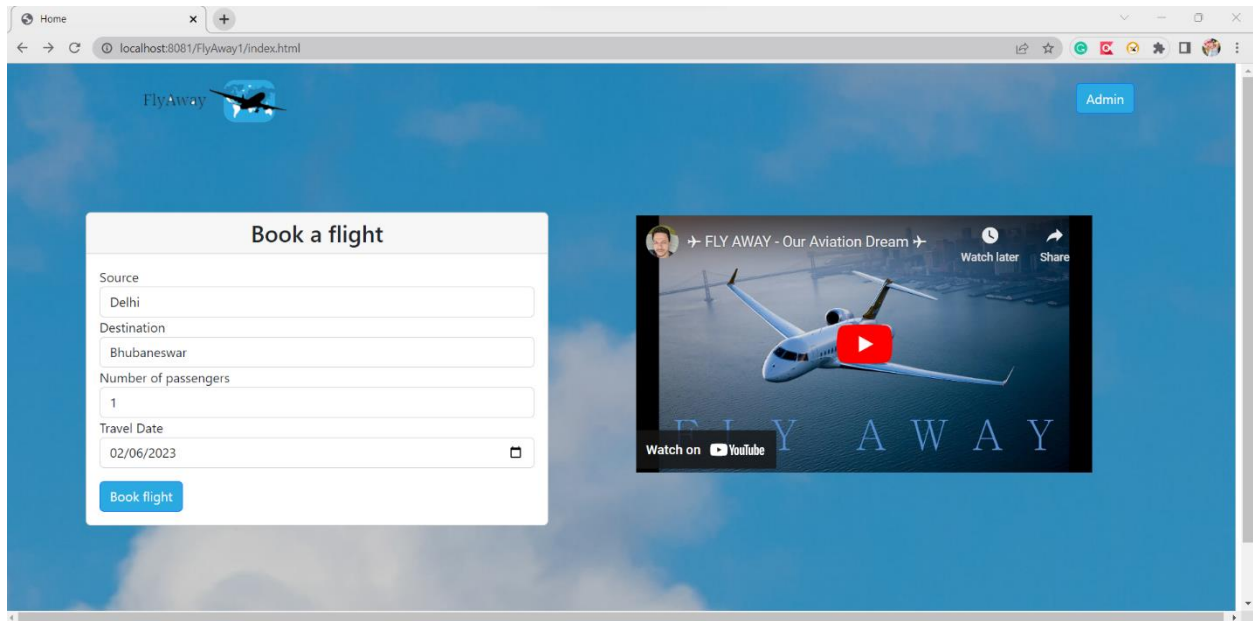 Home
localhost:8081/FlyAway1/index.html
FlyAway
Admin
Book a flight
Source
Delhi
Destination
Bhubaneswar
Number of passengers
1
Travel Date
02/06/2023
Book flight
✈ FLY AWAY - Our Aviation Dream ✈
Watch later
Share
FLY AWAY
Watch on YouTube